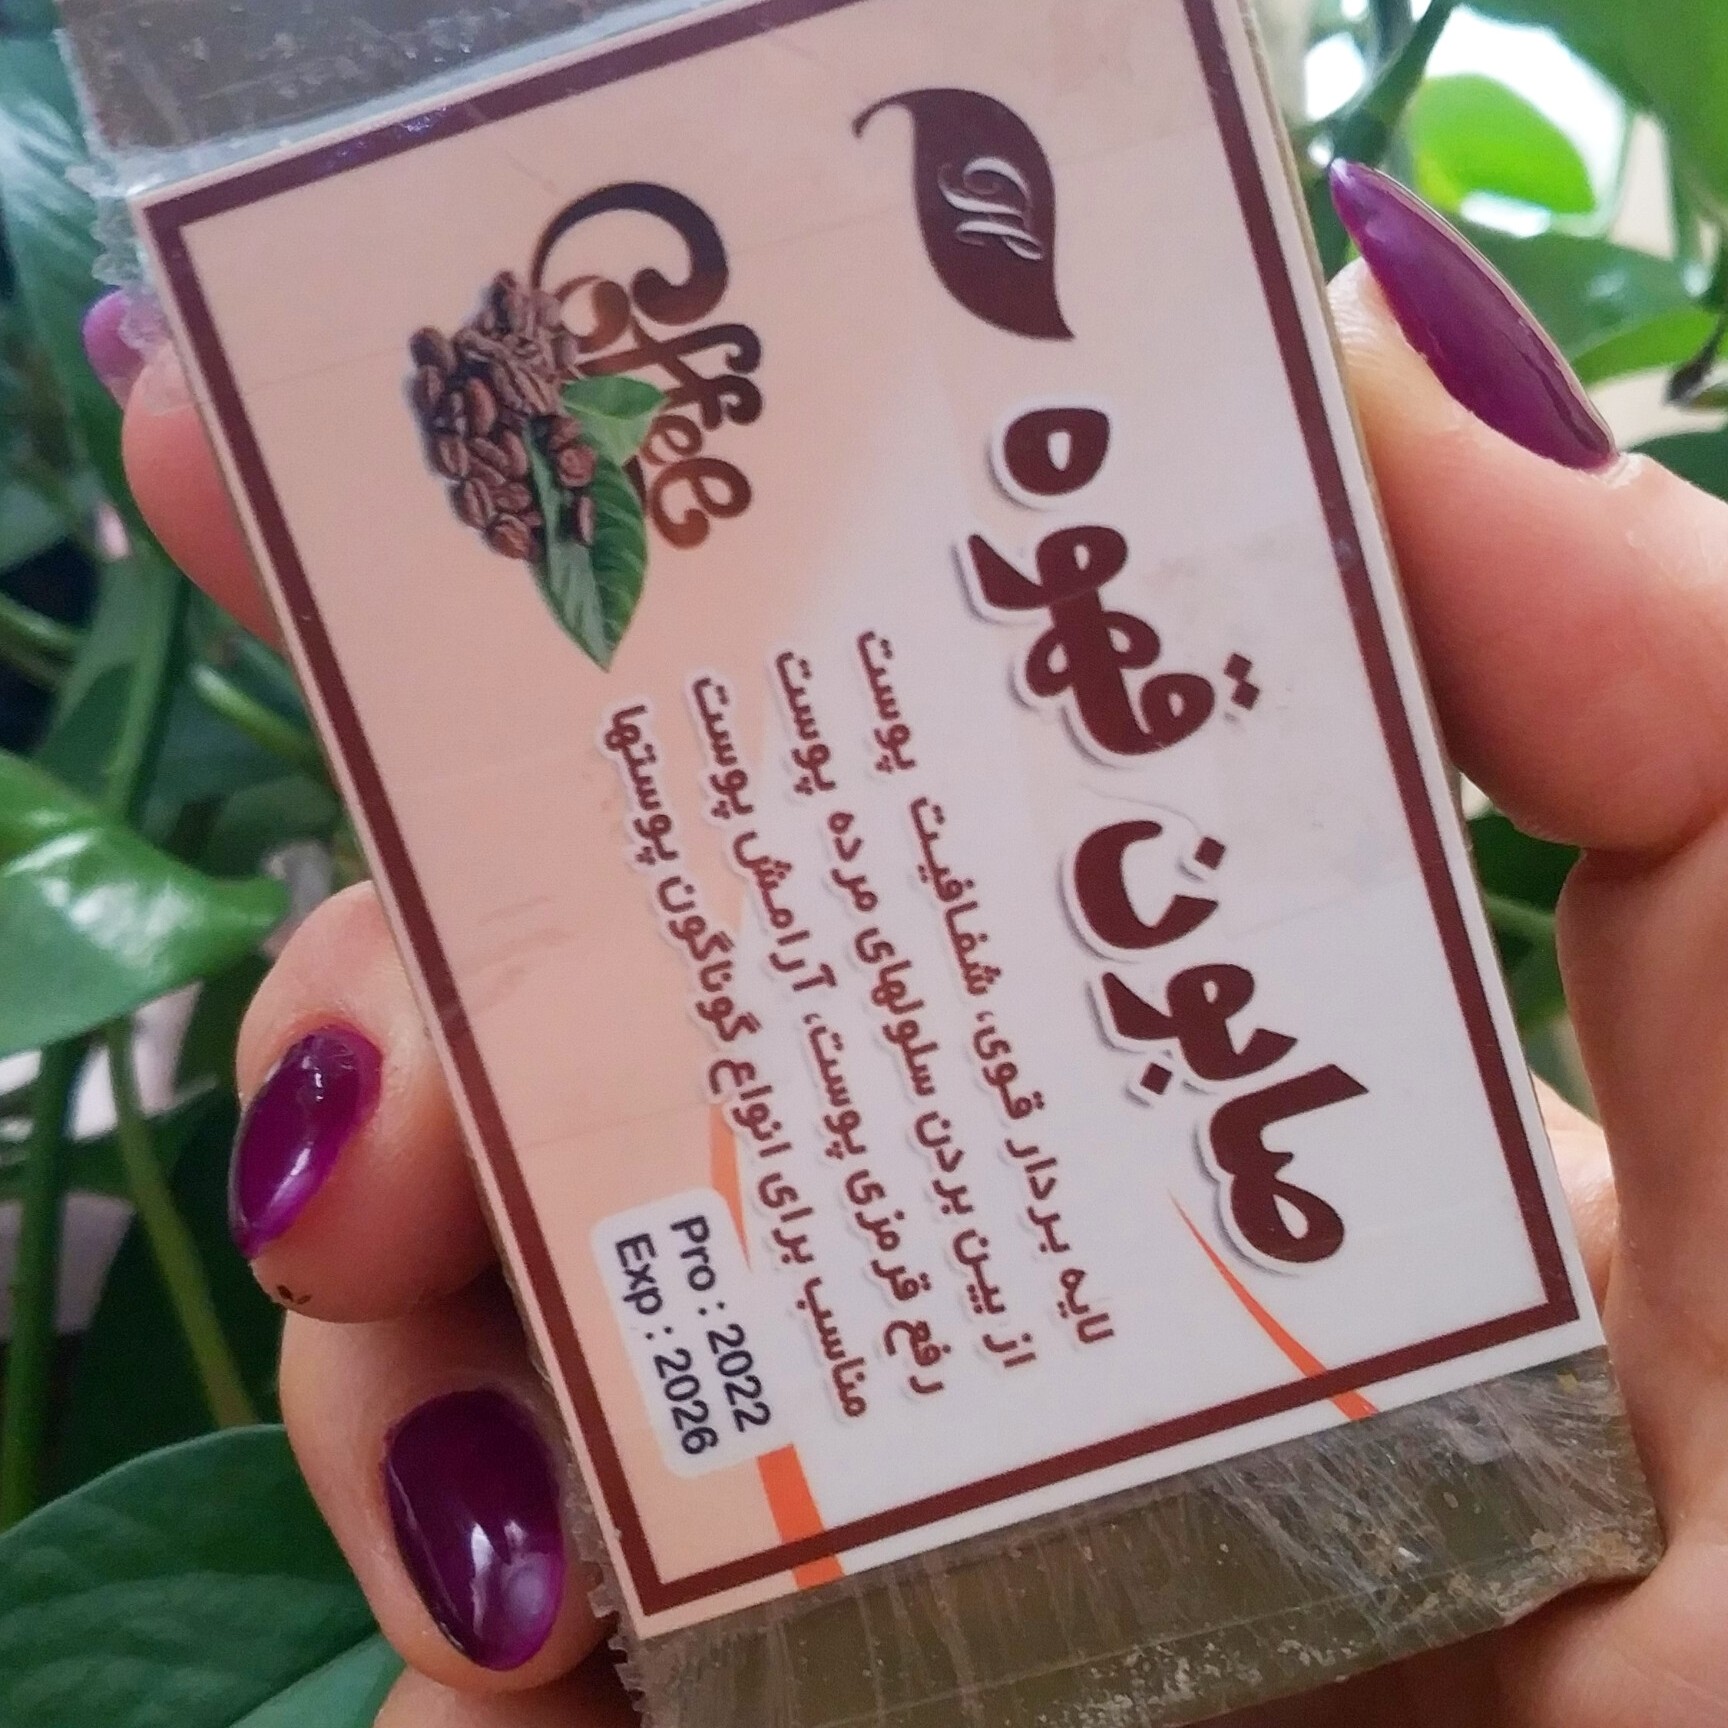 صابون قهوه
لایه بردار قوی، شفافیت پوست
از بین بردن سلولهای مرده پوست
رفع قرمزی پوست، آرامش پوست
مناسب برای انواع گوناگون پوستها
Coffee
Pro : 2022
Exp : 2026